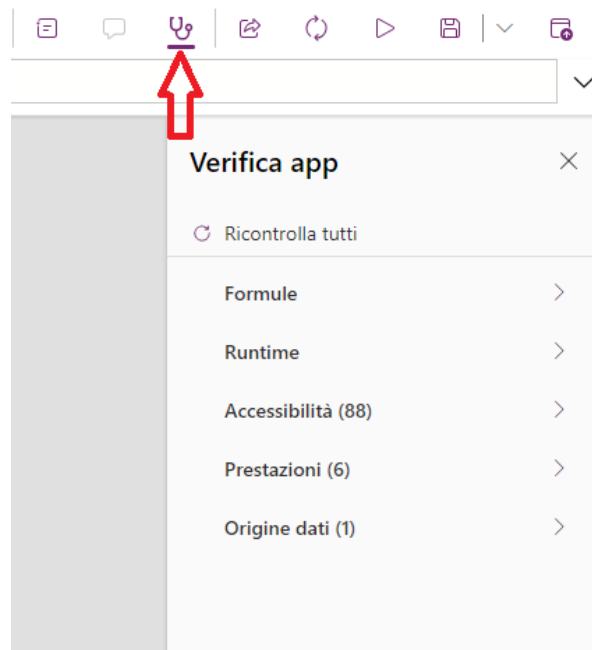 Verifica app
Ricontrolla tutti
Formule
Runtime
Accessibilità (88)
Prestazioni (6)
Origine dati (1)